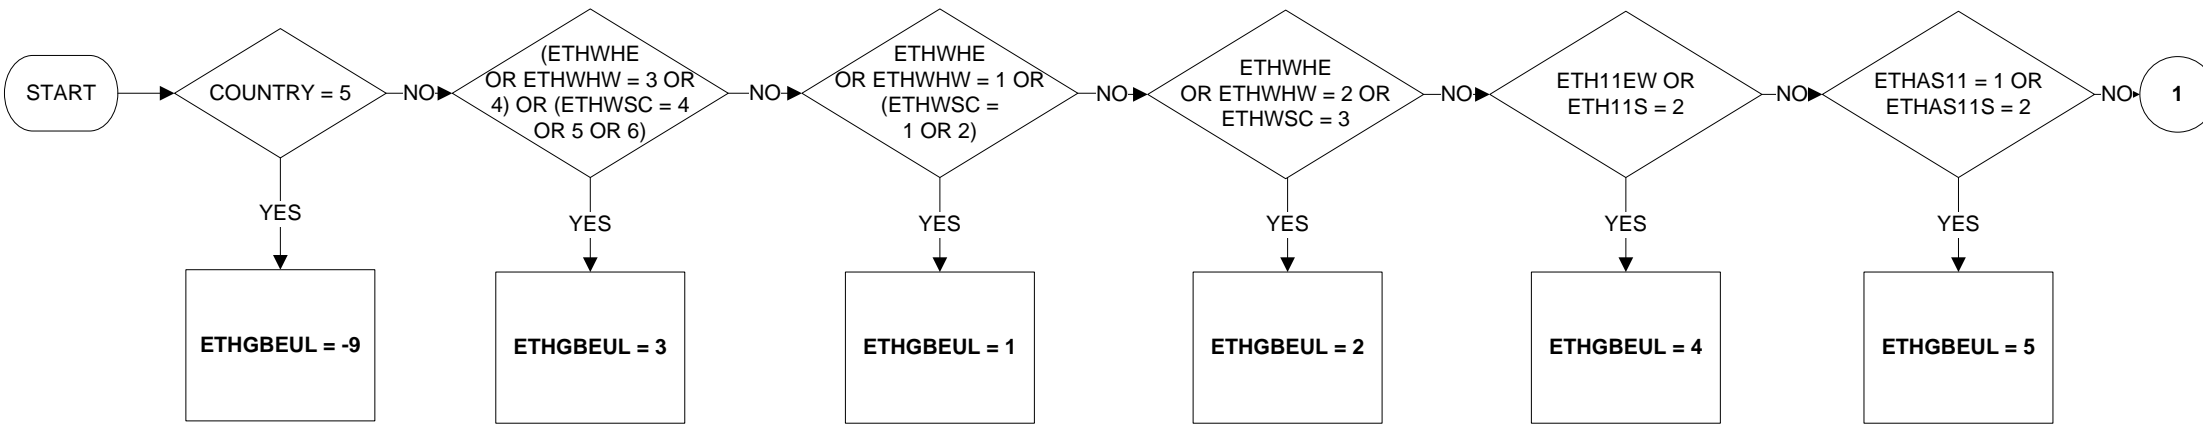 START
COUNTRY = 5
NO
(ETHWHE
OR ETHWHW = 3 OR
4) OR (ETHWSC = 4
OR 5 OR 6)
NO
ETHWHE
OR ETHWHW = 1 OR
(ETHWSC =
1 OR 2)
NO
ETHWHE
OR ETHWHW = 2 OR
ETHWSC = 3
NO
ETH11EW OR
ETH11S = 2
NO
ETHAS11 = 1 OR
ETHAS11S = 2
NO
1
YES
YES
YES
YES
YES
YES
ETHGBEUL = -9
ETHGBEUL = 3
ETHGBEUL = 1
ETHGBEUL = 2
ETHGBEUL = 4
ETHGBEUL = 5